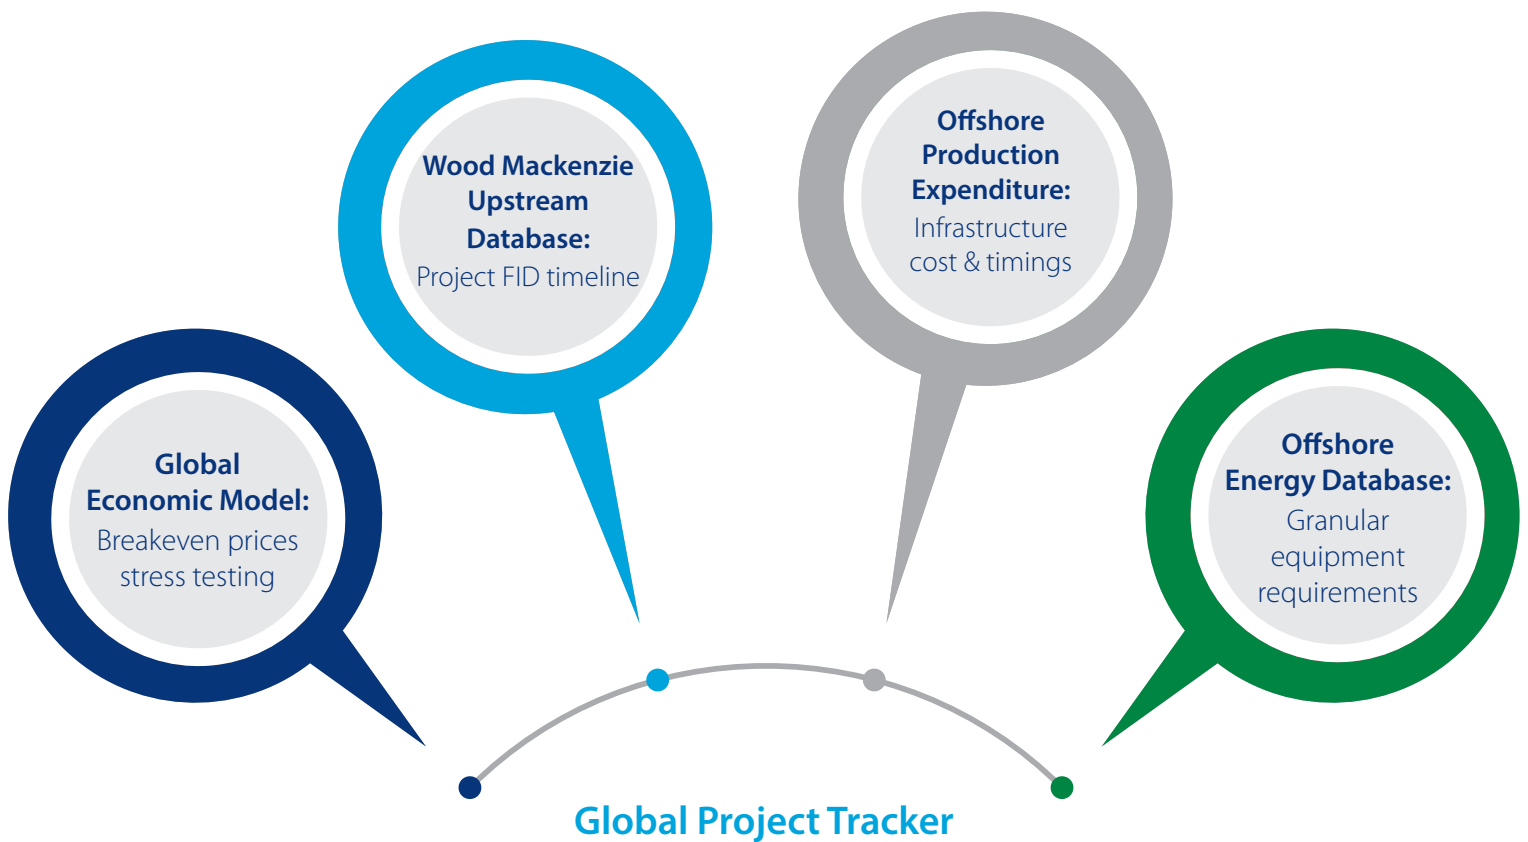 Global
Economic Model:
Breakeven prices
stress testing
Wood Mackenzie
Upstream
Database:
Project FID timeline
Offshore
Production
Expenditure:
Infrastructure
cost & timings
Offshore
Energy Database:
Granular
equipment
requirements
Global Project Tracker